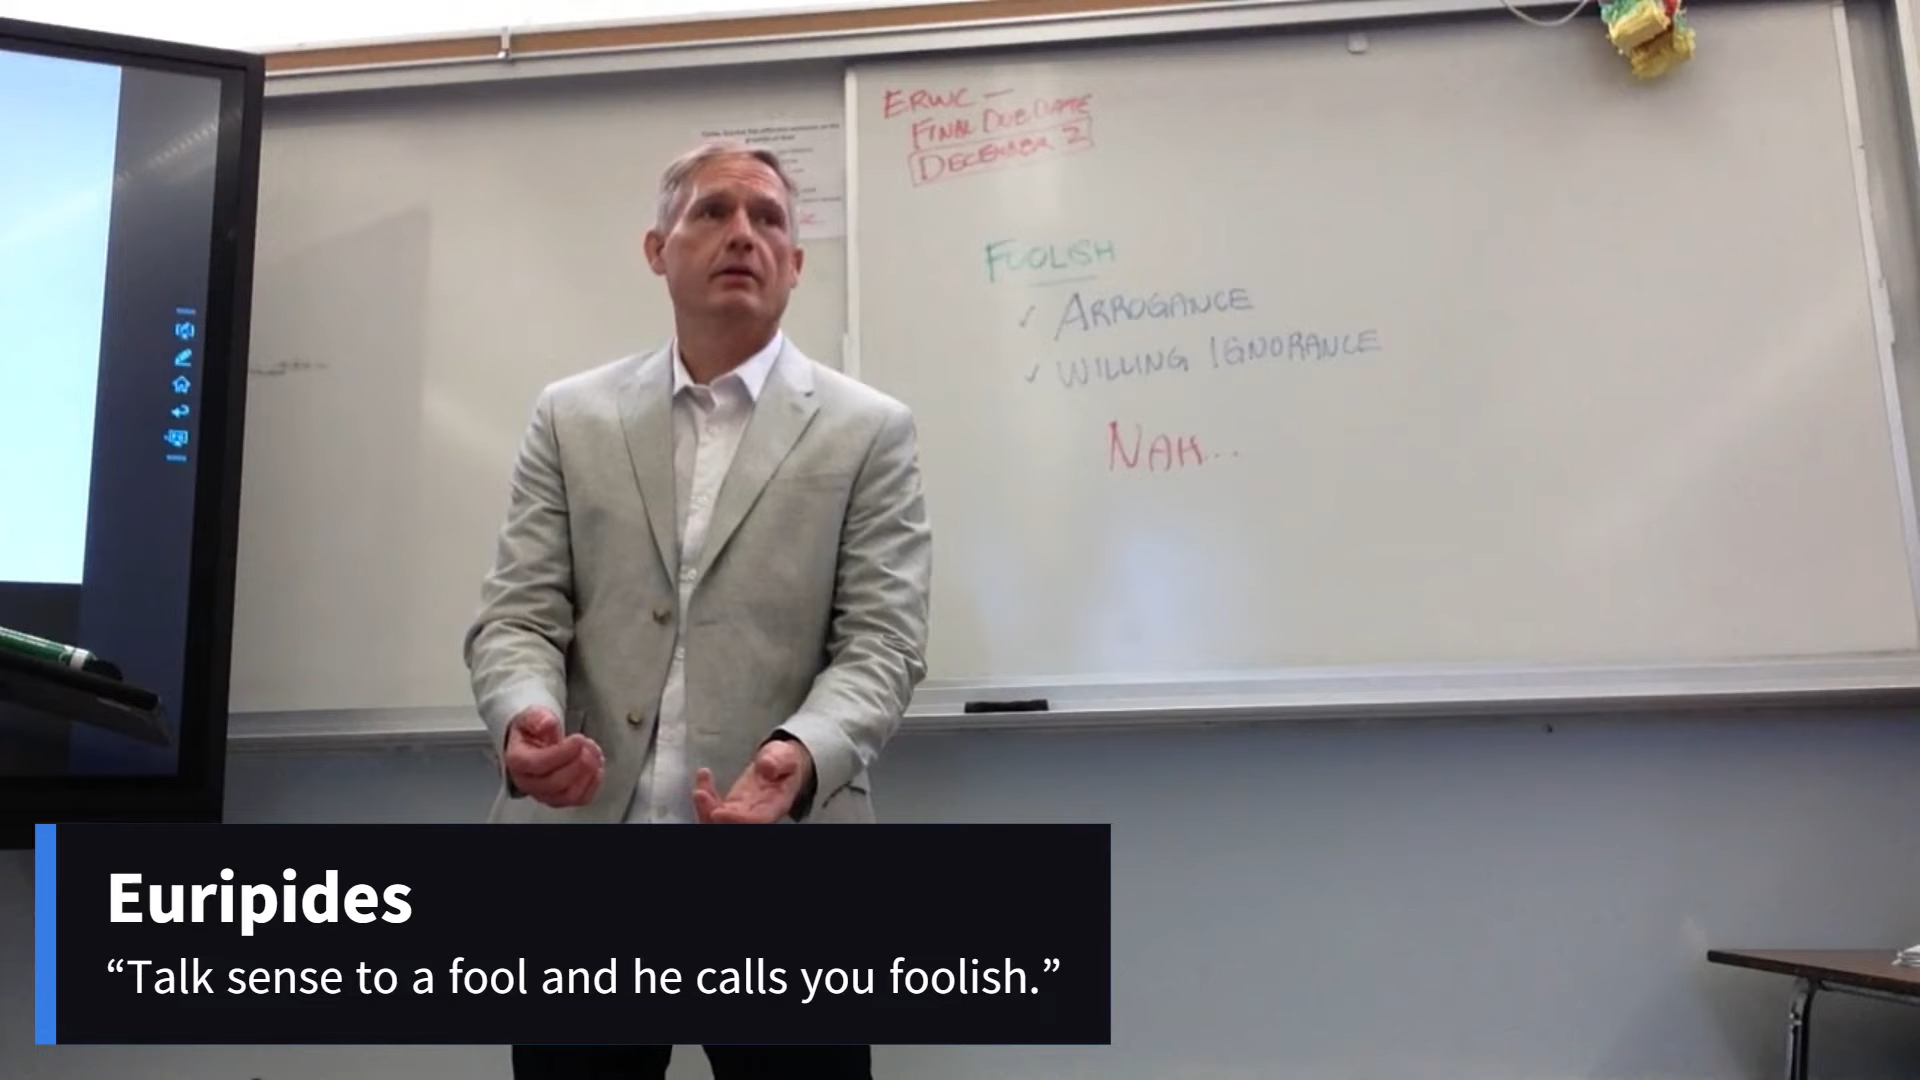 ERWC —
FINAL DUE DATE
DECEMBER 2
FOOLISH
✓ ARROGANCE
✓ WILLING IGNORANCE
NAH...
Euripides
“Talk sense to a fool and he calls you foolish.”